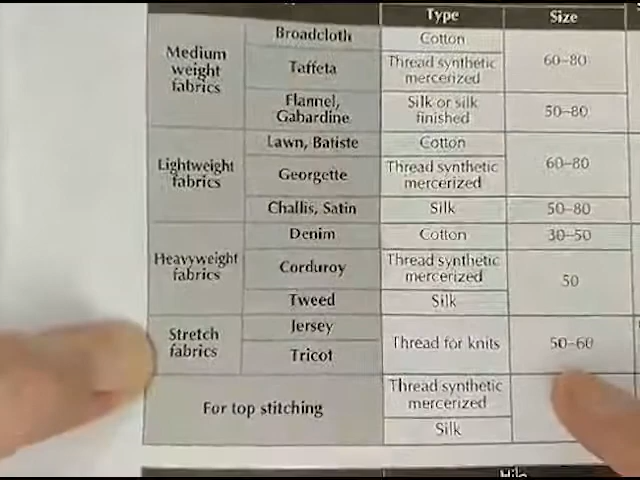 Type Size
Medium
weight
fabrics
Broadcloth
Cotton
60–80
Taffeta
Thread synthetic
mercerized
Flannel,
Gabardine
Silk or silk
finished
50–80
Lightweight
fabrics
Lawn, Batiste
Cotton
60–80
Georgette
Thread synthetic
mercerized
Challis, Satin
Silk
50–80
Heavyweight
fabrics
Denim
Cotton
30–50
Corduroy
Thread synthetic
mercerized
50
Tweed
Silk
Stretch
fabrics
Jersey
Thread for knits
50–60
Tricot
For top stitching
Thread synthetic
mercerized
Silk